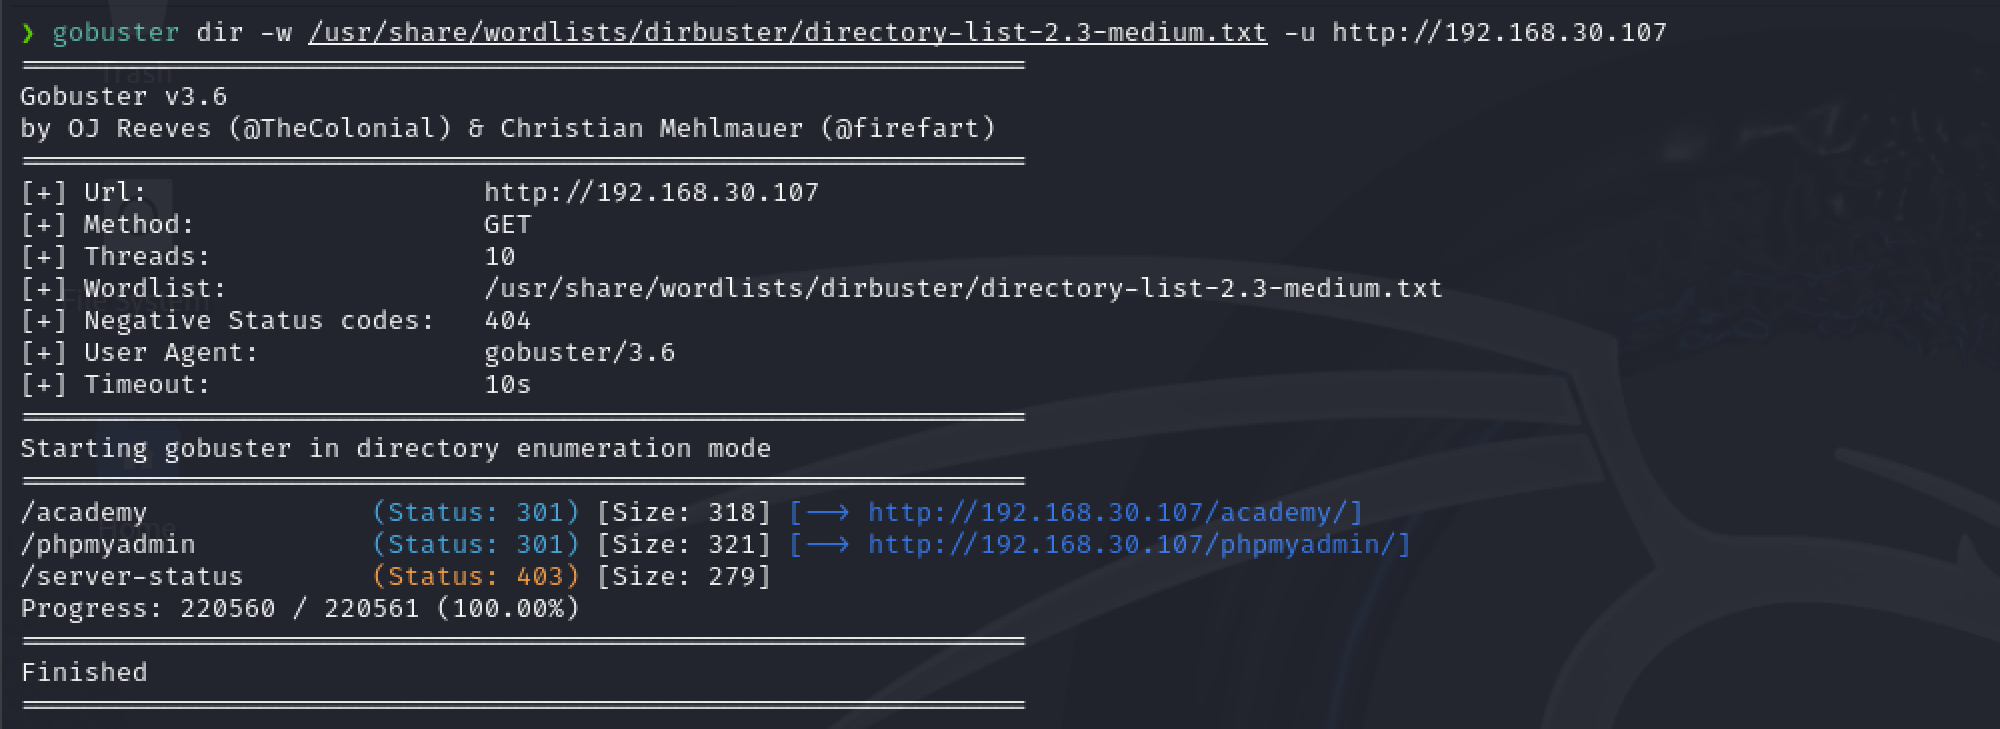 ❯ gobuster dir -w /usr/share/wordlists/dirbuster/directory-list-2.3-medium.txt -u http://192.168.30.107
Trash
Gobuster v3.6
by OJ Reeves (@TheColonial) & Christian Mehlmauer (@firefart)
[+] Url: http://192.168.30.107
[+] Method: GET
[+] Threads: 10
[+] Wordlist: /usr/share/wordlists/dirbuster/directory-list-2.3-medium.txt
File System
[+] Negative Status codes: 404
[+] User Agent: gobuster/3.6
[+] Timeout: 10s
Starting gobuster in directory enumeration mode
/academy (Status: 301) [Size: 318] [--> http://192.168.30.107/academy/]
Home
/phpmyadmin (Status: 301) [Size: 321] [--> http://192.168.30.107/phpmyadmin/]
/server-status (Status: 403) [Size: 279]
Progress: 220560 / 220561 (100.00%)
Finished